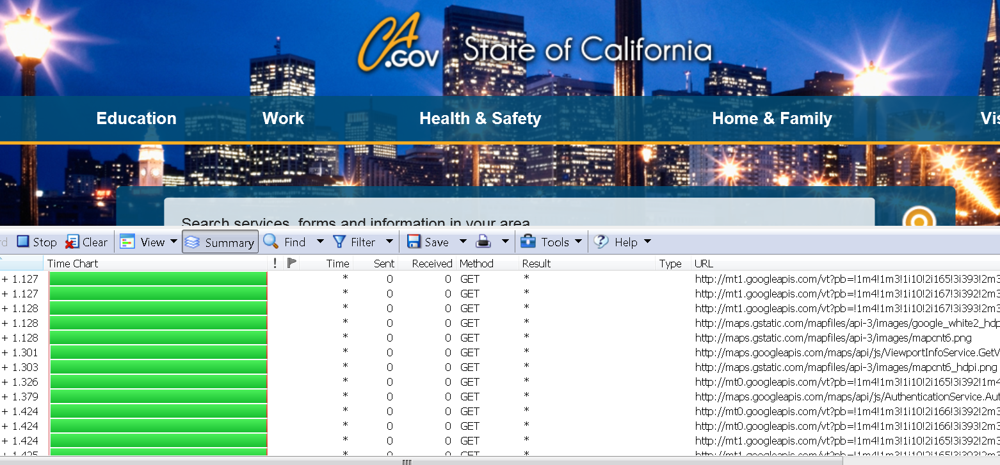 CA.GOV State of California
Education Work Health & Safety Home & Family
Search services, forms and information in your area
Stop Clear View Summary Find Filter Save Tools Help
Time Chart ! Time Sent Received Method Result Type URL
+ 1.127 * 0 0 GET * http://mt1.googleapis.com/vt?pb=!1m4!1m3!1i10!2i165!3i393!2m3
+ 1.127 * 0 0 GET * http://mt1.googleapis.com/vt?pb=!1m4!1m3!1i10!2i167!3i392!2m3
+ 1.128 * 0 0 GET * http://mt1.googleapis.com/vt?pb=!1m4!1m3!1i10!2i167!3i393!2m3
+ 1.128 * 0 0 GET * http://maps.gstatic.com/mapfiles/api-3/images/google_white2_hdp
+ 1.128 * 0 0 GET * http://maps.gstatic.com/mapfiles/api-3/images/mapcnt6.png
+ 1.301 * 0 0 GET * http://maps.googleapis.com/maps/api/js/ViewportInfoService.GetV
+ 1.303 * 0 0 GET * http://maps.gstatic.com/mapfiles/api-3/images/mapcnt6_hdpi.png
+ 1.326 * 0 0 GET * http://mt0.googleapis.com/vt?pb=!1m4!1m3!1i10!2i165!3i392!1m4
+ 1.379 * 0 0 GET * http://maps.googleapis.com/maps/api/js/AuthenticationService.Aut
+ 1.424 * 0 0 GET * http://mt0.googleapis.com/vt?pb=!1m4!1m3!1i10!2i166!3i392!2m3
+ 1.424 * 0 0 GET * http://mt0.googleapis.com/vt?pb=!1m4!1m3!1i10!2i166!3i393!2m3
+ 1.424 * 0 0 GET * http://mt1.googleapis.com/vt?pb=!1m4!1m3!1i10!2i165!3i392!2m3